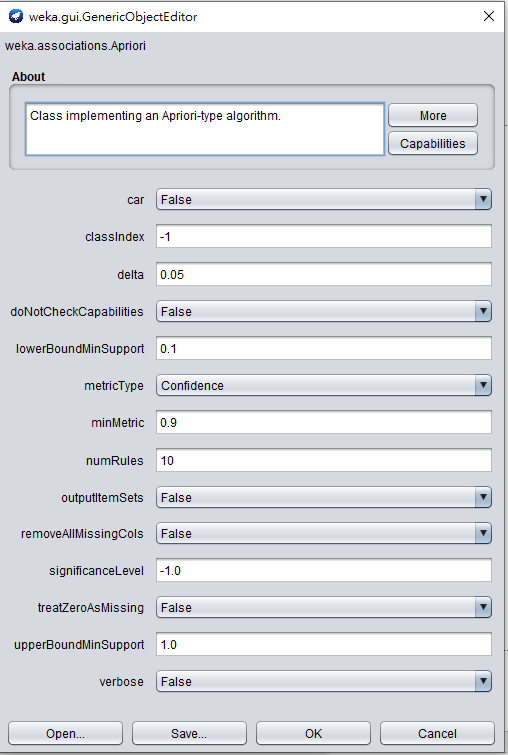 weka.gui.GenericObjectEditor
weka.associations.Apriori
About
Class implementing an Apriori-type algorithm.
More
Capabilities
car False
classIndex -1
delta 0.05
doNotCheckCapabilities False
lowerBoundMinSupport 0.1
metricType Confidence
minMetric 0.9
numRules 10
outputItemSets False
removeAllMissingCols False
significanceLevel -1.0
treatZeroAsMissing False
upperBoundMinSupport 1.0
verbose False
Open... Save... OK Cancel